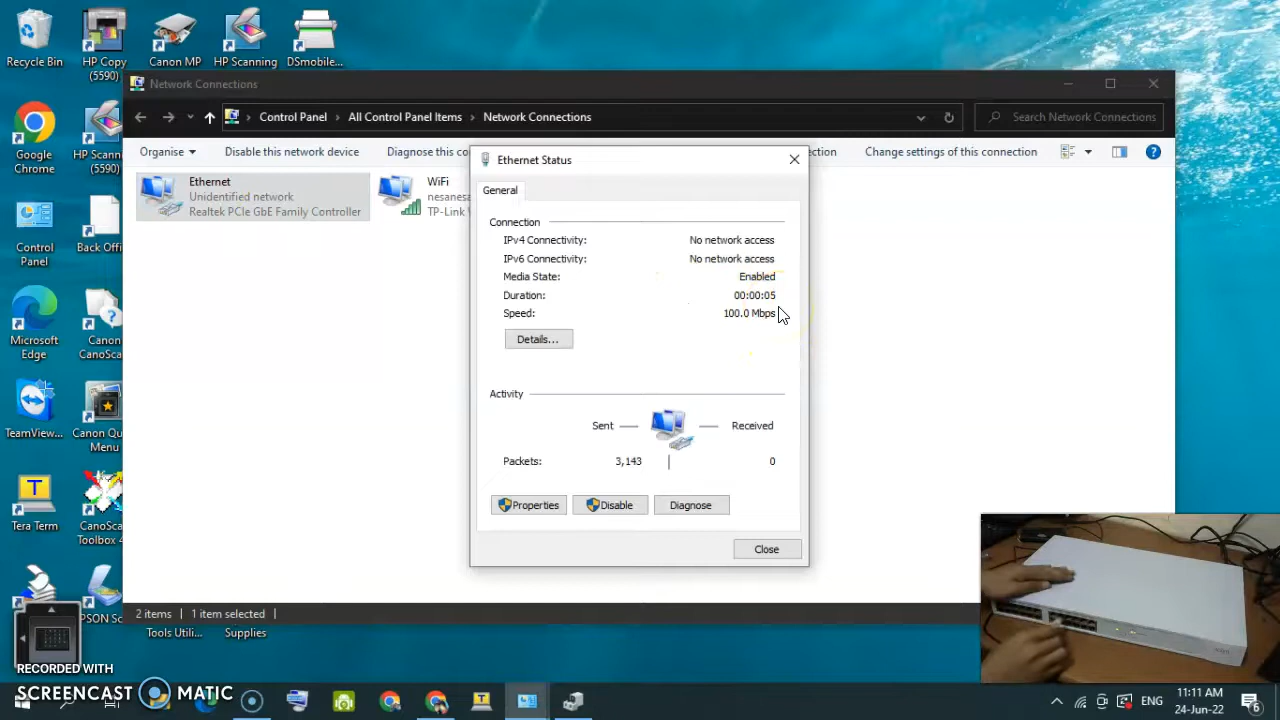 Recycle Bin
HP Copy
(5590)
Canon MP
HP Scanning
DSmobile...
Network Connections
Control Panel
All Control Panel Items
Network Connections
Search Network Connections
Organise
Disable this network device
Diagnose this co
ection
Change settings of this connection
Ethernet
Unidentified network
Realtek PCIe GbE Family Controller
WiFi
nesanesa
TP-Link
Google
Chrome
HP Scanni
Control
Panel
Back Offi
Microsoft
Edge
Canon
CanoSca
TeamView...
Canon Qu
Menu
T
Tera Term
CanoSca
Toolbox 4
PSON Sc
Ethernet Status
General
Connection
IPv4 Connectivity: No network access
IPv6 Connectivity: No network access
Media State: Enabled
Duration: 00:00:05
Speed: 100.0 Mbps
Details...
Activity
Sent
Received
Packets: 3,143 0
Properties
Disable
Diagnose
Close
2 items
1 item selected
Tools Utili...
Supplies
RECORDED WITH
SCREENCAST MATIC
T
ENG
11:11 AM
24-Jun-22
6